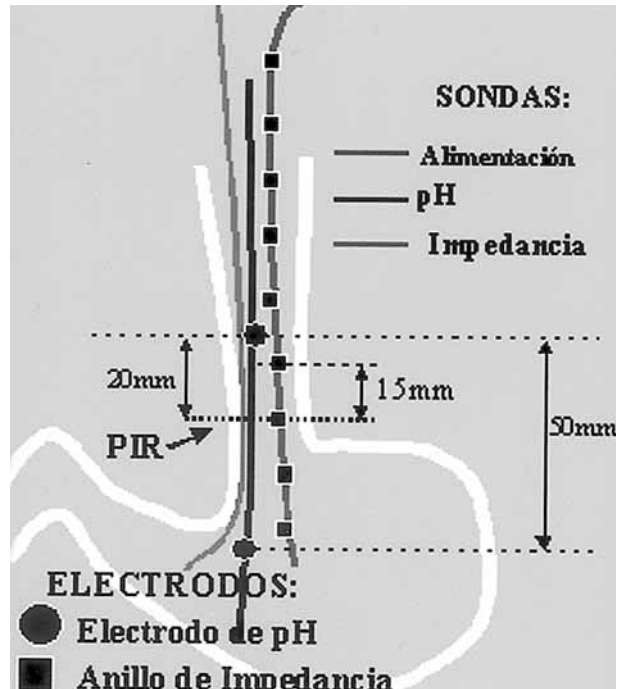 SONDAS:
Alimentación
pH
Impedancia
20mm
15mm
50mm
PIR
ELECTRODOS:
Electrodo de pH
Anillo de Impedancia